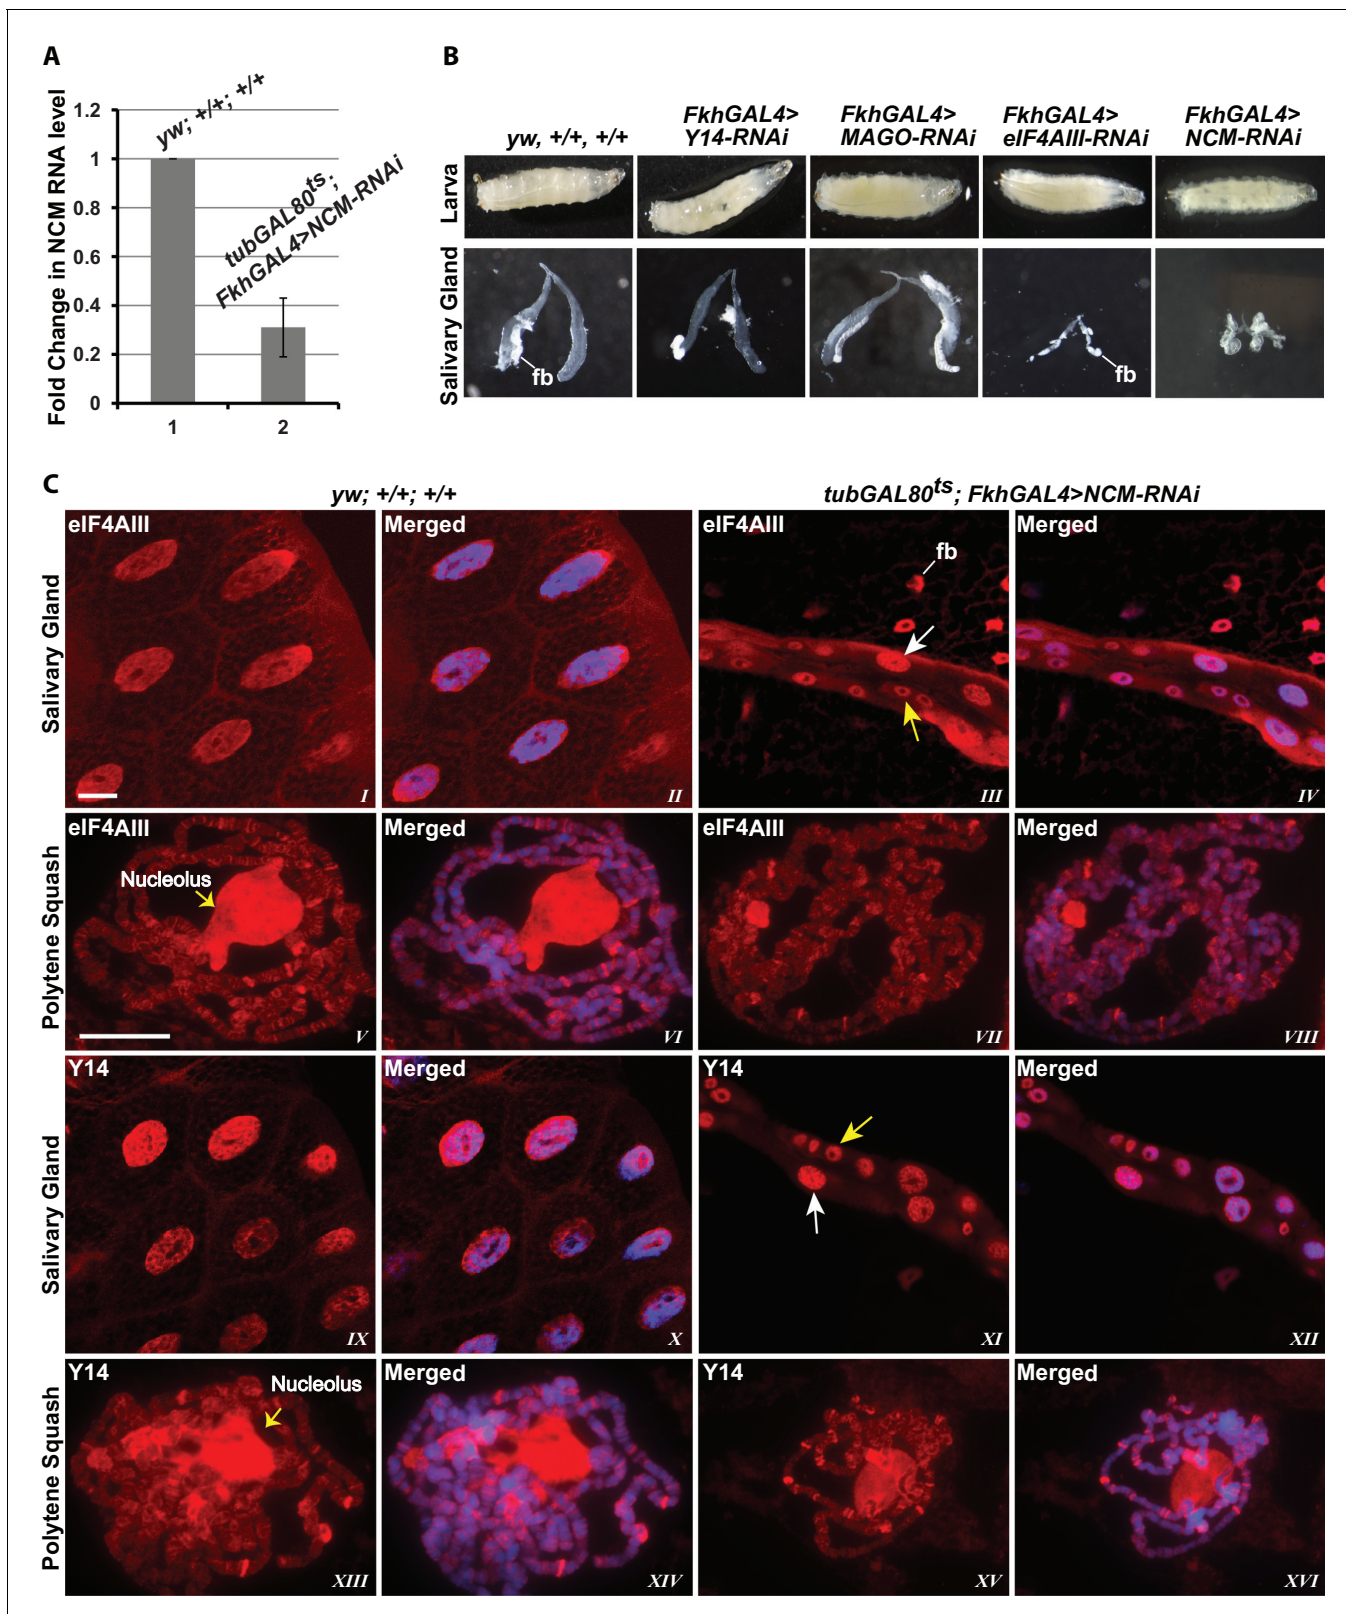 A
Fold Change in NCM RNA level
1.2
1
0.8
0.6
0.4
0.2
0
yw; +/+; +/+
tubGAL80ts;
FkhGAL4>NCM-RNAi
1
2
B
yw, +/+, +/+
FkhGAL4>
Y14-RNAi
FkhGAL4>
MAGO-RNAi
FkhGAL4>
eIF4AIII-RNAi
FkhGAL4>
NCM-RNAi
Larva
Salivary Gland
fb
fb
C
yw; +/+; +/+
tubGAL80ts; FkhGAL4>NCM-RNAi
Salivary Gland
eIF4AIII
I
Merged
II
eIF4AIII
fb
III
Merged
IV
Polytene Squash
eIF4AIII
Nucleolus
V
Merged
VI
eIF4AIII
VII
Merged
VIII
Salivary Gland
Y14
IX
Merged
X
Y14
XI
Merged
XII
Polytene Squash
Y14
Nucleolus
XIII
Merged
XIV
Y14
XV
Merged
XVI